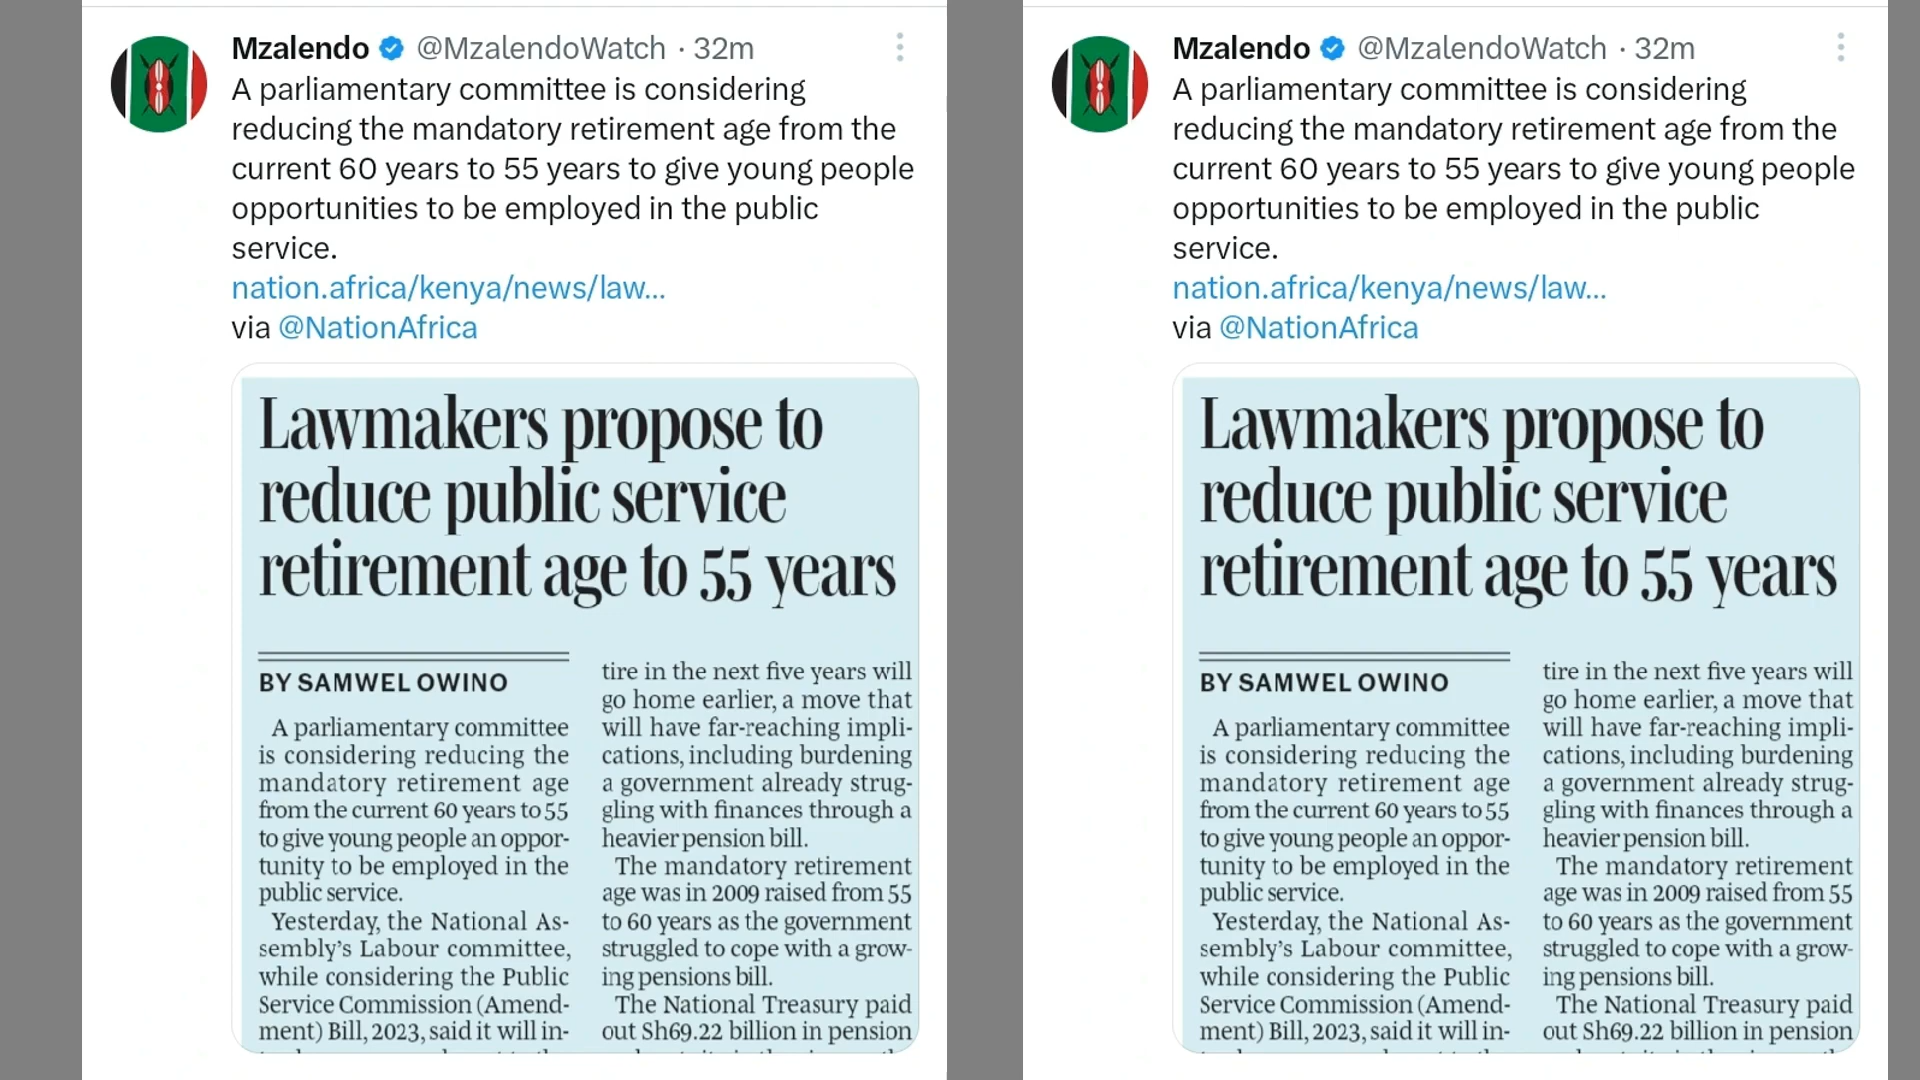 Mzalendo @MzalendoWatch · 32m
A parliamentary committee is considering
reducing the mandatory retirement age from the
current 60 years to 55 years to give young people
opportunities to be employed in the public
service.
nation.africa/kenya/news/law...
via @NationAfrica
Lawmakers propose to
reduce public service
retirement age to 55 years
BY SAMWEL OWINO
A parliamentary committee
is considering reducing the
mandatory retirement age
from the current 60 years to 55
to give young people an oppor-
tunity to be employed in the
public service.
Yesterday, the National As-
sembly's Labour committee,
while considering the Public
Service Commission (Amend-
ment) Bill, 2023, said it will in-
tire in the next five years will
go home earlier, a move that
will have far-reaching impli-
cations, including burdening
a government already strug-
gling with finances through a
heavier pension bill.
The mandatory retirement
age was in 2009 raised from 55
to 60 years as the government
struggled to cope with a grow-
ing pensions bill.
The National Treasury paid
out Sh69.22 billion in pension
Mzalendo @MzalendoWatch · 32m
A parliamentary committee is considering
reducing the mandatory retirement age from the
current 60 years to 55 years to give young people
opportunities to be employed in the public
service.
nation.africa/kenya/news/law...
via @NationAfrica
Lawmakers propose to
reduce public service
retirement age to 55 years
BY SAMWEL OWINO
A parliamentary committee
is considering reducing the
mandatory retirement age
from the current 60 years to 55
to give young people an oppor-
tunity to be employed in the
public service.
Yesterday, the National As-
sembly's Labour committee,
while considering the Public
Service Commission (Amend-
ment) Bill, 2023, said it will in-
tire in the next five years will
go home earlier, a move that
will have far-reaching impli-
cations, including burdening
a government already strug-
gling with finances through a
heavier pension bill.
The mandatory retirement
age was in 2009 raised from 55
to 60 years as the government
struggled to cope with a grow-
ing pensions bill.
The National Treasury paid
out Sh69.22 billion in pension